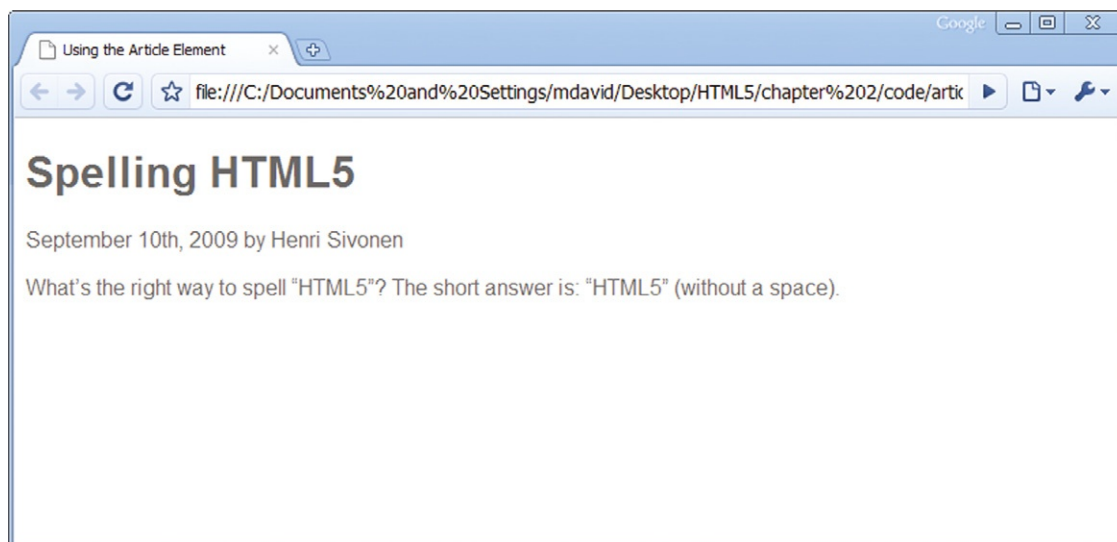 Google
Using the Article Element
file:///C:/Documents%20and%20Settings/mdavid/Desktop/HTML5/chapter%202/code/artic
Spelling HTML5
September 10th, 2009 by Henri Sivonen
What’s the right way to spell “HTML5”? The short answer is: “HTML5” (without a space).